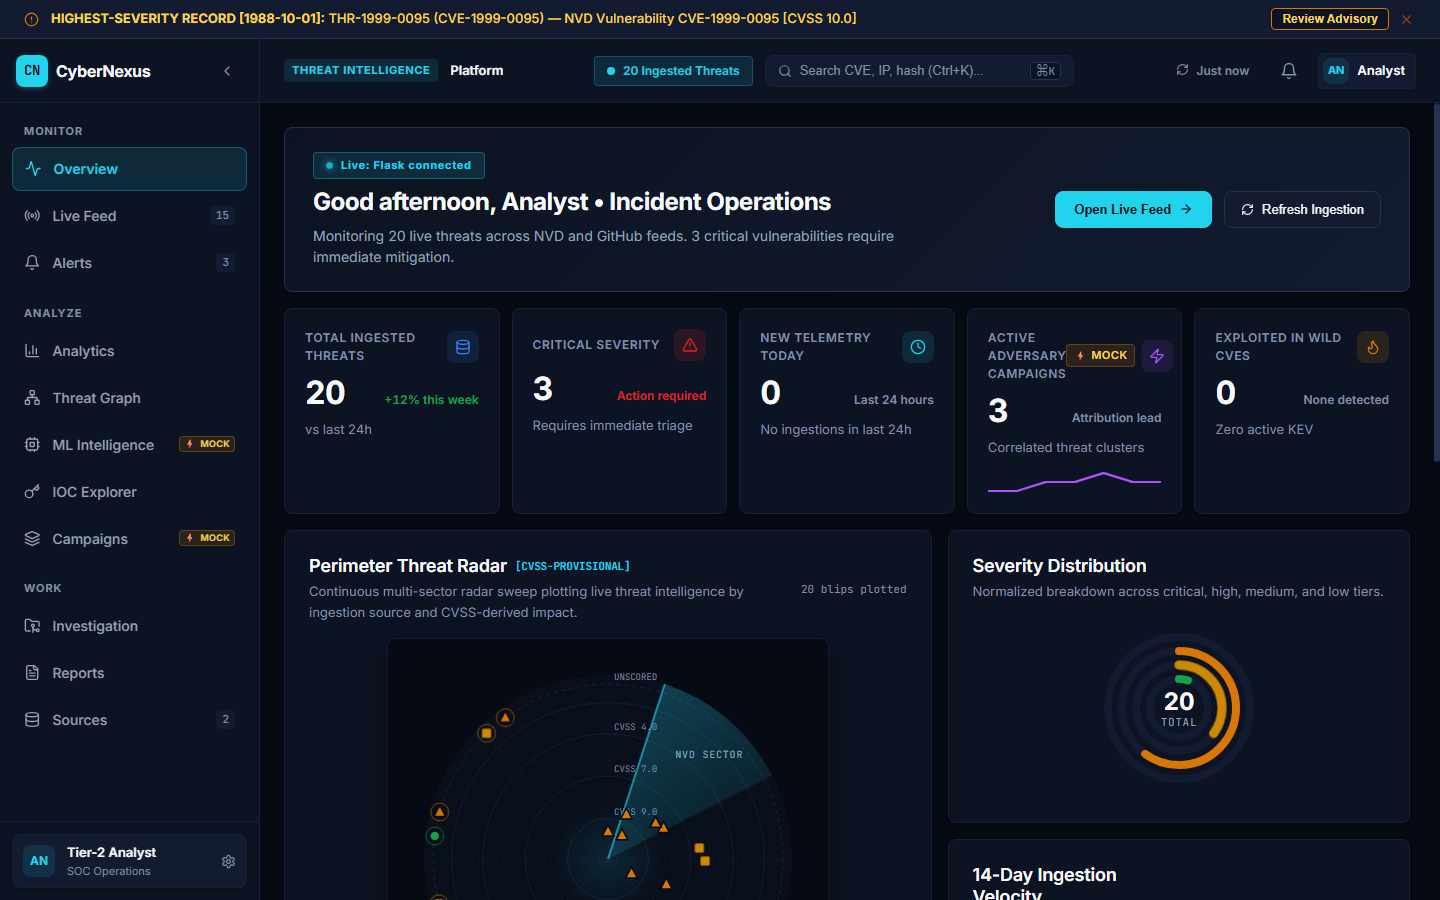 HIGHEST-SEVERITY RECORD [1988-10-01]: THR-1999-0095 (CVE-1999-0095) — NVD Vulnerability CVE-1999-0095 [CVSS 10.0]
Review Advisory
CN CyberNexus
THREAT INTELLIGENCE Platform
20 Ingested Threats
Search CVE, IP, hash (Ctrl+K)...
⌘K
Just now
AN Analyst
MONITOR
Overview
Live Feed 15
Alerts 3
ANALYZE
Analytics
Threat Graph
ML Intelligence MOCK
IOC Explorer
Campaigns MOCK
WORK
Investigation
Reports
Sources 2
AN
Tier-2 Analyst
SOC Operations
Live: Flask connected
Good afternoon, Analyst • Incident Operations
Monitoring 20 live threats across NVD and GitHub feeds. 3 critical vulnerabilities require
immediate mitigation.
Open Live Feed
Refresh Ingestion
TOTAL INGESTED
THREATS
20
+12% this week
vs last 24h
CRITICAL SEVERITY
3
Action required
Requires immediate triage
NEW TELEMETRY
TODAY
0
Last 24 hours
No ingestions in last 24h
ACTIVE
ADVERSARY
CAMPAIGNS
MOCK
3
Attribution lead
Correlated threat clusters
EXPLOITED IN WILD
CVES
0
None detected
Zero active KEV
Perimeter Threat Radar [CVSS-PROVISIONAL]
Continuous multi-sector radar sweep plotting live threat intelligence by
ingestion source and CVSS-derived impact.
20 blips plotted
UNSCORED
CVSS 4.0
NVD SECTOR
CVSS 7.0
CVSS 9.0
Severity Distribution
Normalized breakdown across critical, high, medium, and low tiers.
20
TOTAL
14-Day Ingestion
Velocity